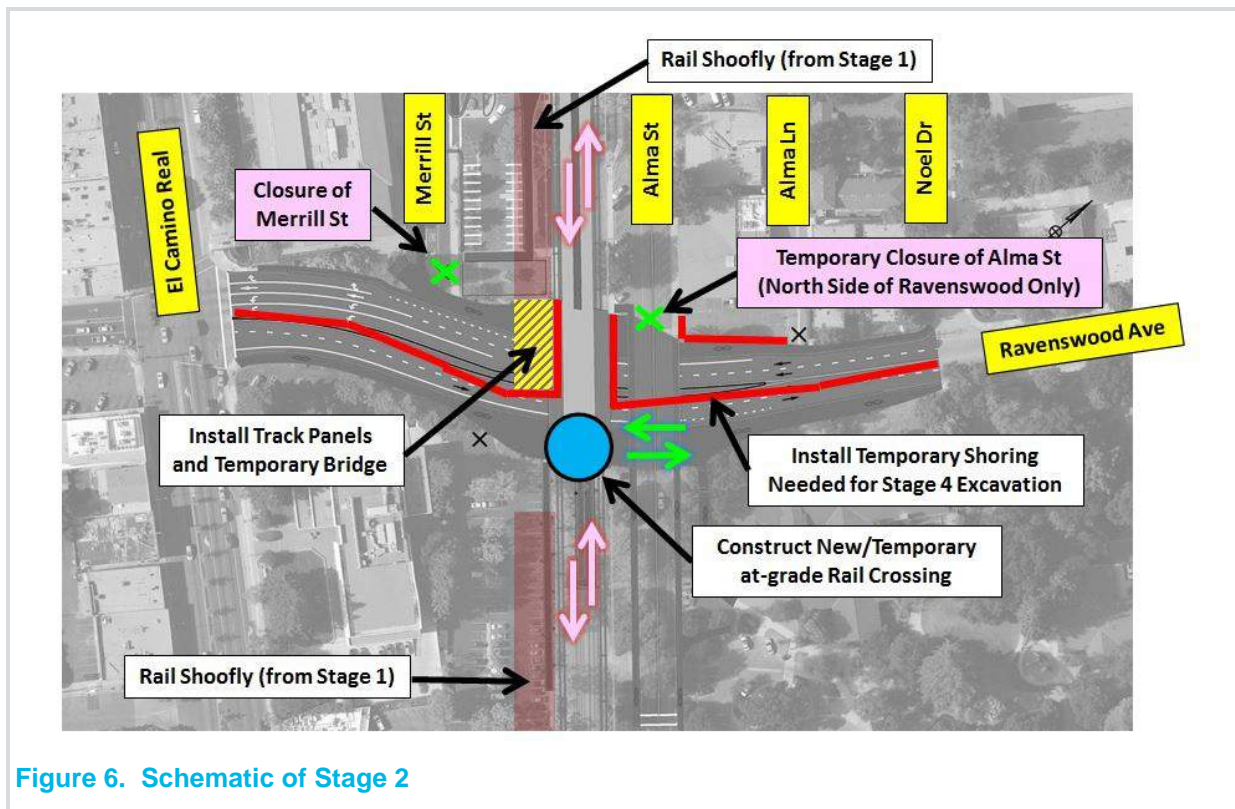 Rail Shoofly (from Stage 1)
Merrill St
Alma St
Alma Ln
Noel Dr
El Camino Real
Closure of
Merrill St
Temporary Closure of Alma St
(North Side of Ravenswood Only)
Ravenswood Ave
Install Track Panels
and Temporary Bridge
Install Temporary Shoring
Needed for Stage 4 Excavation
Construct New/Temporary
at-grade Rail Crossing
Rail Shoofly (from Stage 1)
Figure 6. Schematic of Stage 2